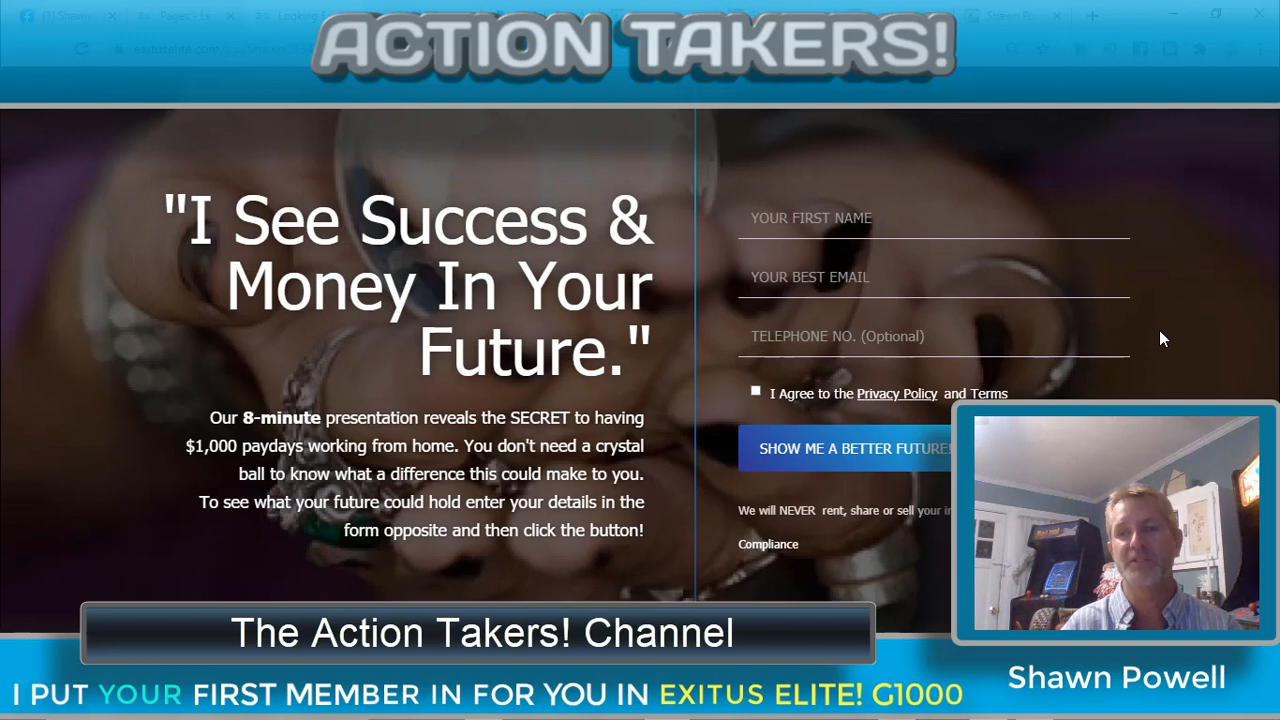 ACTION TAKERS!
"I See Success &
Money In Your
Future."
Our 8-minute presentation reveals the SECRET to having
$1,000 paydays working from home. You don't need a crystal
ball to know what a difference this could make to you.
To see what your future could hold enter your details in the
form opposite and then click the button!
YOUR FIRST NAME
YOUR BEST EMAIL
TELEPHONE NO. (Optional)
I Agree to the Privacy Policy and Terms
SHOW ME A BETTER FUTURE!
We will NEVER rent, share or sell your
Compliance
The Action Takers! Channel
Shawn Powell
I PUT YOUR FIRST MEMBER IN FOR YOU IN EXITUS ELITE! G1000